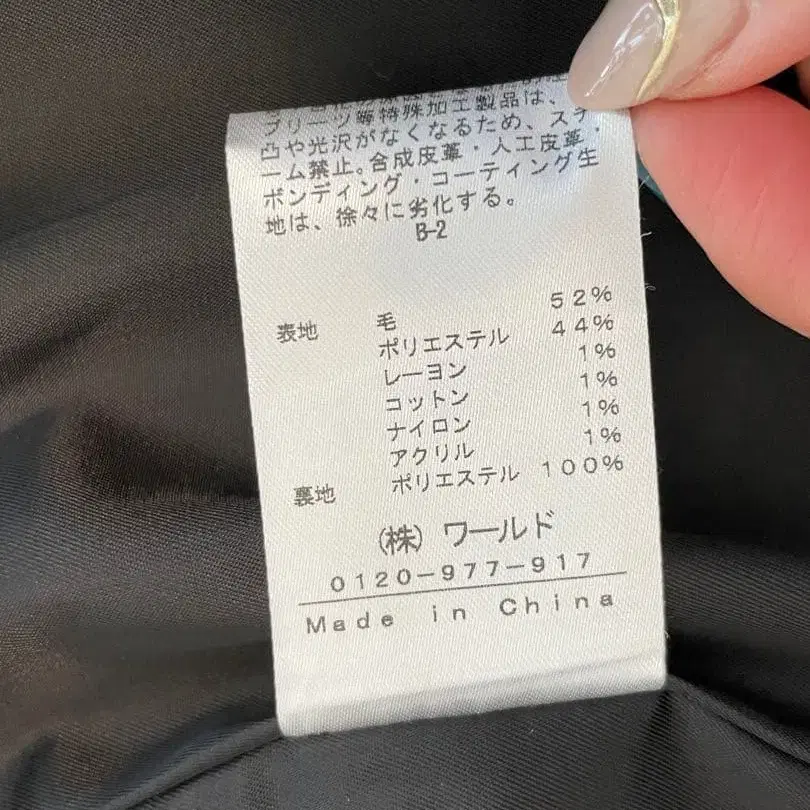 プリーツ等特殊加工製品は、
凸や光沢がなくなるため、スチ
ーム禁止。合成皮革・人工皮革・
ボンディング・コーティング生
地は、徐々に劣化する。
B-2
表地 毛 52%
ポリエステル 44%
レーヨン 1%
コットン 1%
ナイロン 1%
アクリル 1%
裏地 ポリエステル 100%
(株) ワールド
0120-977-917
Made in China